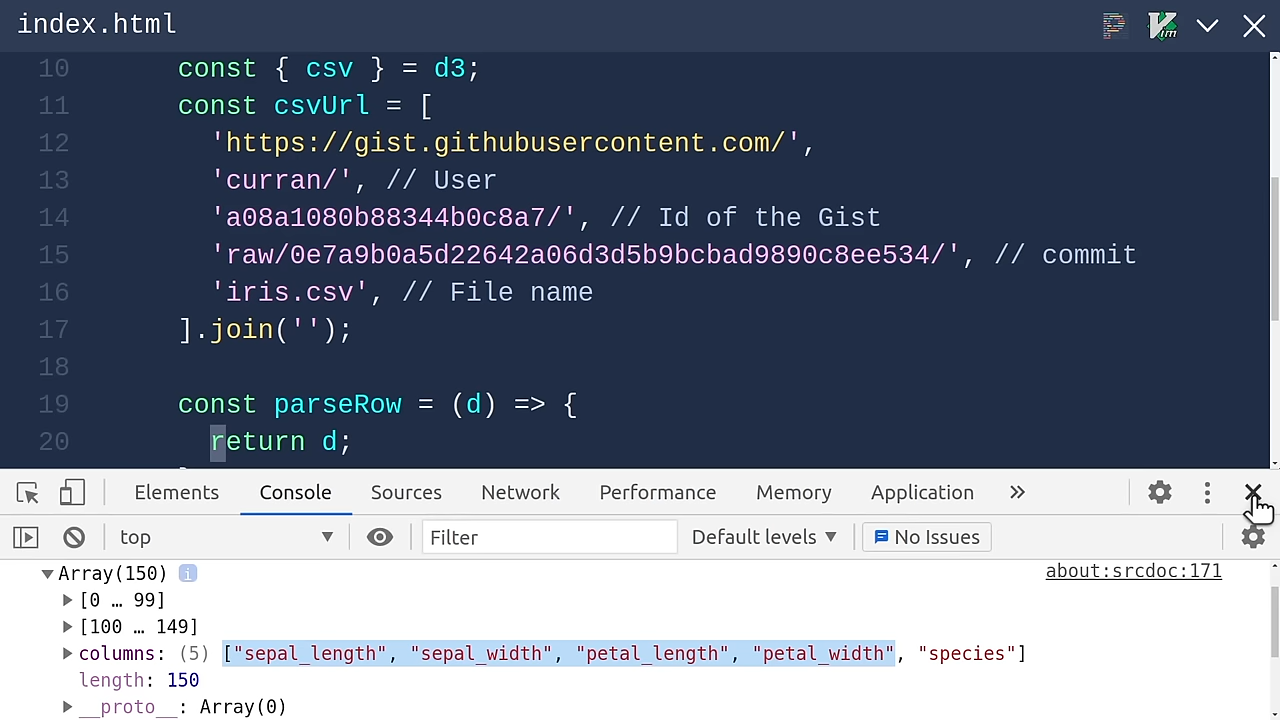 index.html
10 const { csv } = d3;
11 const csvUrl = [
12 'https://gist.githubusercontent.com/',
13 'curran/', // User
14 'a08a1080b88344b0c8a7/', // Id of the Gist
15 'raw/0e7a9b0a5d22642a06d3d5b9bcbad9890c8ee534/', // commit
16 'iris.csv', // File name
17 ].join('');
18
19 const parseRow = (d) => {
20 return d;
Elements Console Sources Network Performance Memory Application »
top ▼ Filter Default levels ▼ No Issues
▼Array(150) i about:srcdoc:171
▶[0 … 99]
▶[100 … 149]
▶columns: (5) ["sepal_length", "sepal_width", "petal_length", "petal_width", "species"]
length: 150
▶__proto__: Array(0)